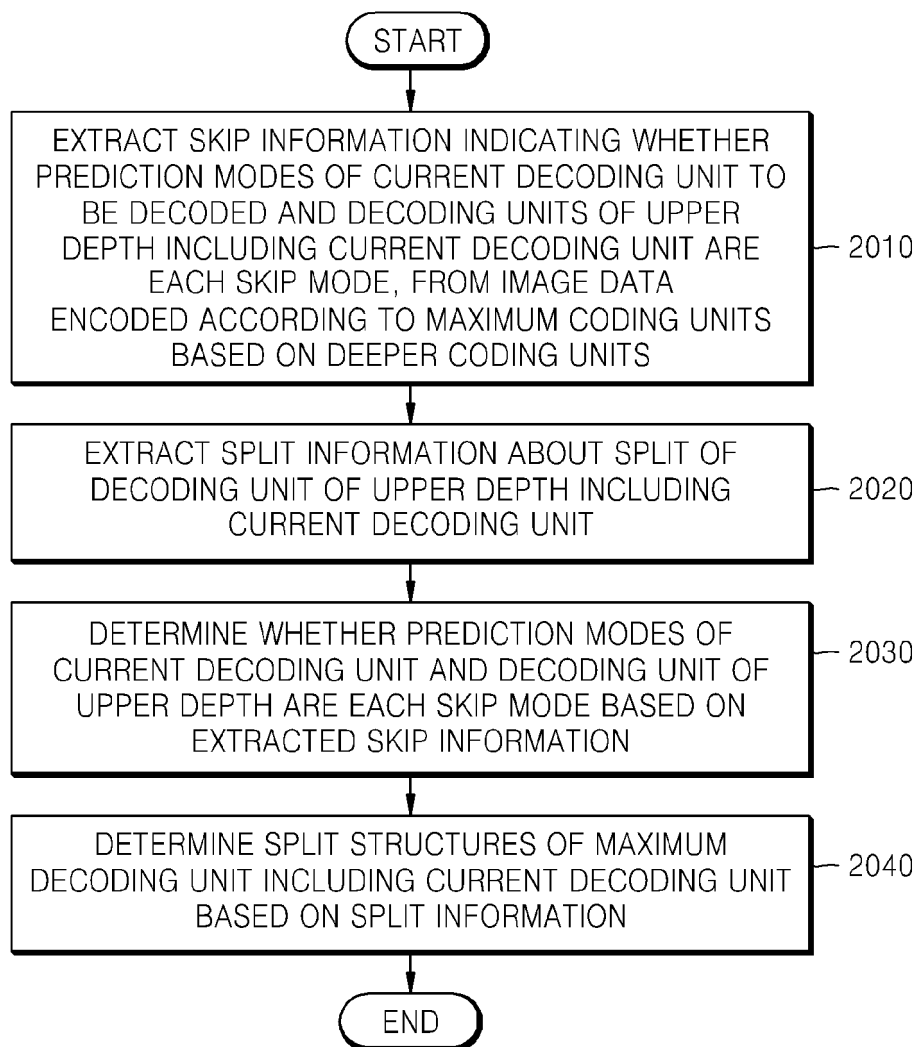 START
EXTRACT SKIP INFORMATION INDICATING WHETHER
PREDICTION MODES OF CURRENT DECODING UNIT TO
BE DECODED AND DECODING UNITS OF UPPER
DEPTH INCLUDING CURRENT DECODING UNIT ARE
EACH SKIP MODE, FROM IMAGE DATA
ENCODED ACCORDING TO MAXIMUM CODING UNITS
BASED ON DEEPER CODING UNITS
2010
EXTRACT SPLIT INFORMATION ABOUT SPLIT OF
DECODING UNIT OF UPPER DEPTH INCLUDING
CURRENT DECODING UNIT
2020
DETERMINE WHETHER PREDICTION MODES OF
CURRENT DECODING UNIT AND DECODING UNIT OF
UPPER DEPTH ARE EACH SKIP MODE BASED ON
EXTRACTED SKIP INFORMATION
2030
DETERMINE SPLIT STRUCTURES OF MAXIMUM
DECODING UNIT INCLUDING CURRENT DECODING UNIT
BASED ON SPLIT INFORMATION
2040
END